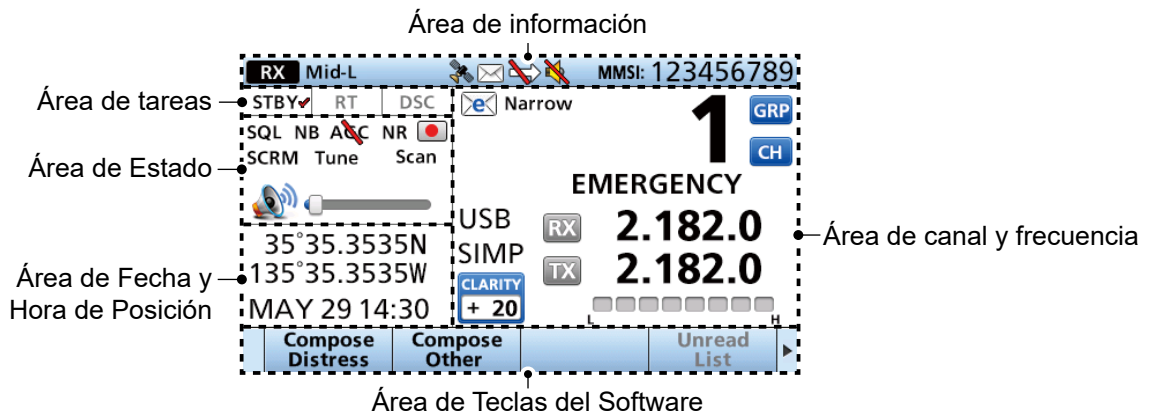 Área de información
RX Mid-L MMSI: 123456789
Área de tareas
STBY RT DSC
Narrow
1
GRP
CH
SQL NB AGC NR
SCRM Tune Scan
Área de Estado
EMERGENCY
USB RX 2.182.0
SIMP TX 2.182.0
CLARITY
+ 20
L H
Área de canal y frecuencia
35°35.3535N
135°35.3535W
MAY 29 14:30
Área de Fecha y
Hora de Posición
Compose
Distress
Compose
Other
Unread
List
Área de Teclas del Software